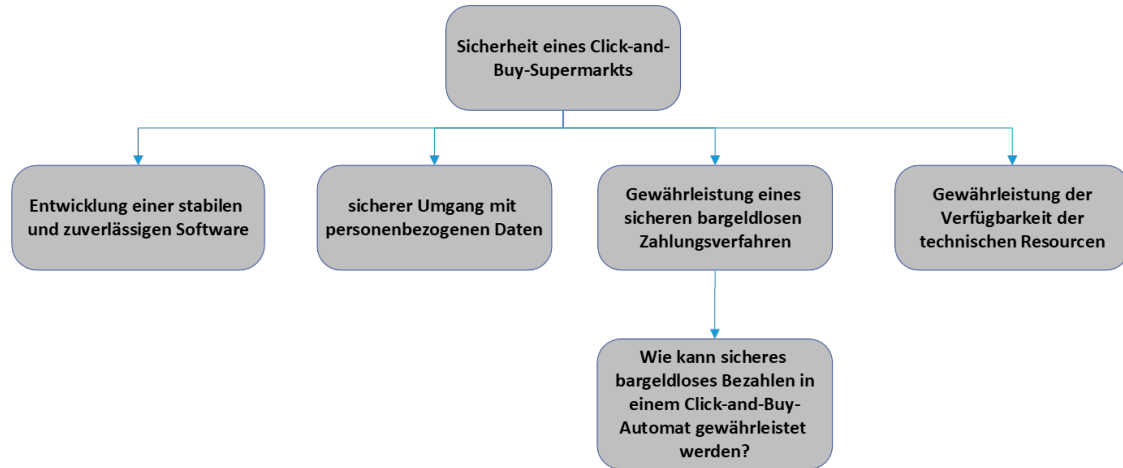 Sicherheit eines Click-and-
Buy-Supermarkts
Entwicklung einer stabilen
und zuverlässigen Software
sicherer Umgang mit
personenbezogenen Daten
Gewährleistung eines
sicheren bargeldlosen
Zahlungsverfahren
Gewährleistung der
Verfügbarkeit der
technischen Resourcen
Wie kann sicheres
bargeldloses Bezahlen in
einem Click-and-Buy-
Automat gewährleistet
werden?